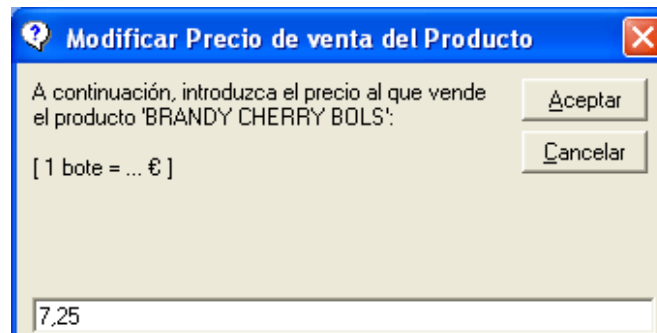 Modificar Precio de venta del Producto
A continuación, introduzca el precio al que vende
el producto 'BRANDY CHERRY BOLS':
[ 1 bote = ... € ]
Aceptar
Cancelar
7,25